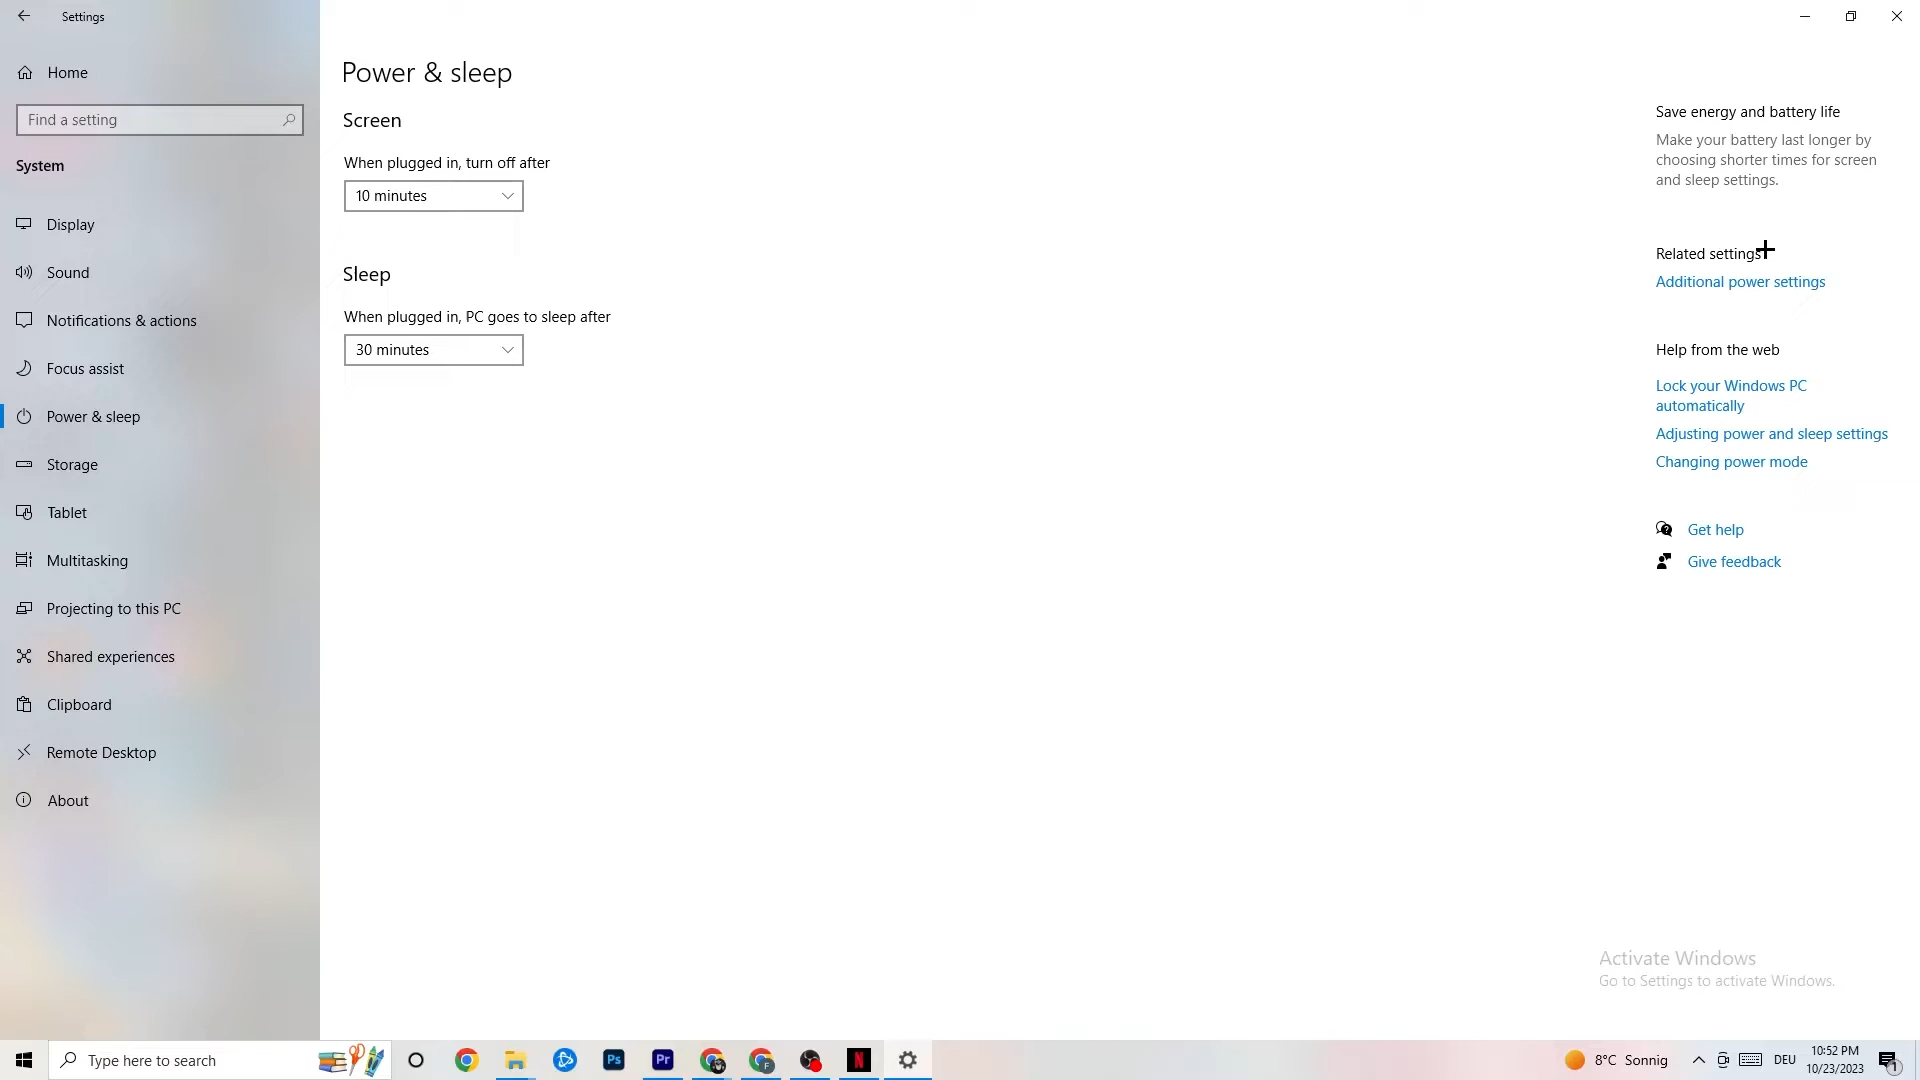 Settings
Home
Find a setting
System
Display
Sound
Notifications & actions
Focus assist
Power & sleep
Storage
Tablet
Multitasking
Projecting to this PC
Shared experiences
Clipboard
Remote Desktop
About
Power & sleep
Screen
When plugged in, turn off after
10 minutes
Sleep
When plugged in, PC goes to sleep after
30 minutes
Save energy and battery life
Make your battery last longer by
choosing shorter times for screen
and sleep settings.
Related settings
Additional power settings
Help from the web
Lock your Windows PC
automatically
Adjusting power and sleep settings
Changing power mode
Get help
Give feedback
Activate Windows
Go to Settings to activate Windows.
Type here to search
Ps
Pr
F
N
8°C Sonnig
DEU
10:52 PM
10/23/2023
1